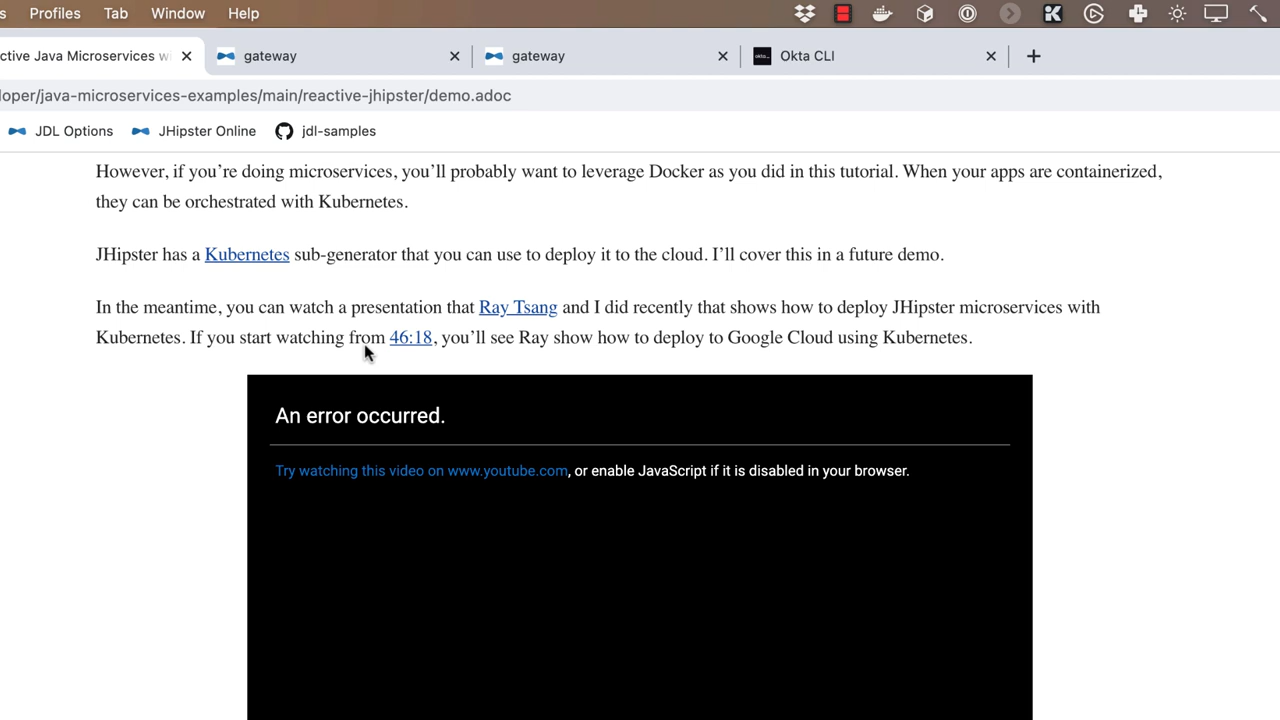 s Profiles Tab Window Help
ctive Java Microservices wi gateway gateway Okta CLI
loper/java-microservices-examples/main/reactive-jhipster/demo.adoc
JDL Options JHipster Online jdl-samples
However, if you’re doing microservices, you’ll probably want to leverage Docker as you did in this tutorial. When your apps are containerized,
they can be orchestrated with Kubernetes.
JHipster has a Kubernetes sub-generator that you can use to deploy it to the cloud. I’ll cover this in a future demo.
In the meantime, you can watch a presentation that Ray Tsang and I did recently that shows how to deploy JHipster microservices with
Kubernetes. If you start watching from 46:18, you’ll see Ray show how to deploy to Google Cloud using Kubernetes.
An error occurred.
Try watching this video on www.youtube.com, or enable JavaScript if it is disabled in your browser.